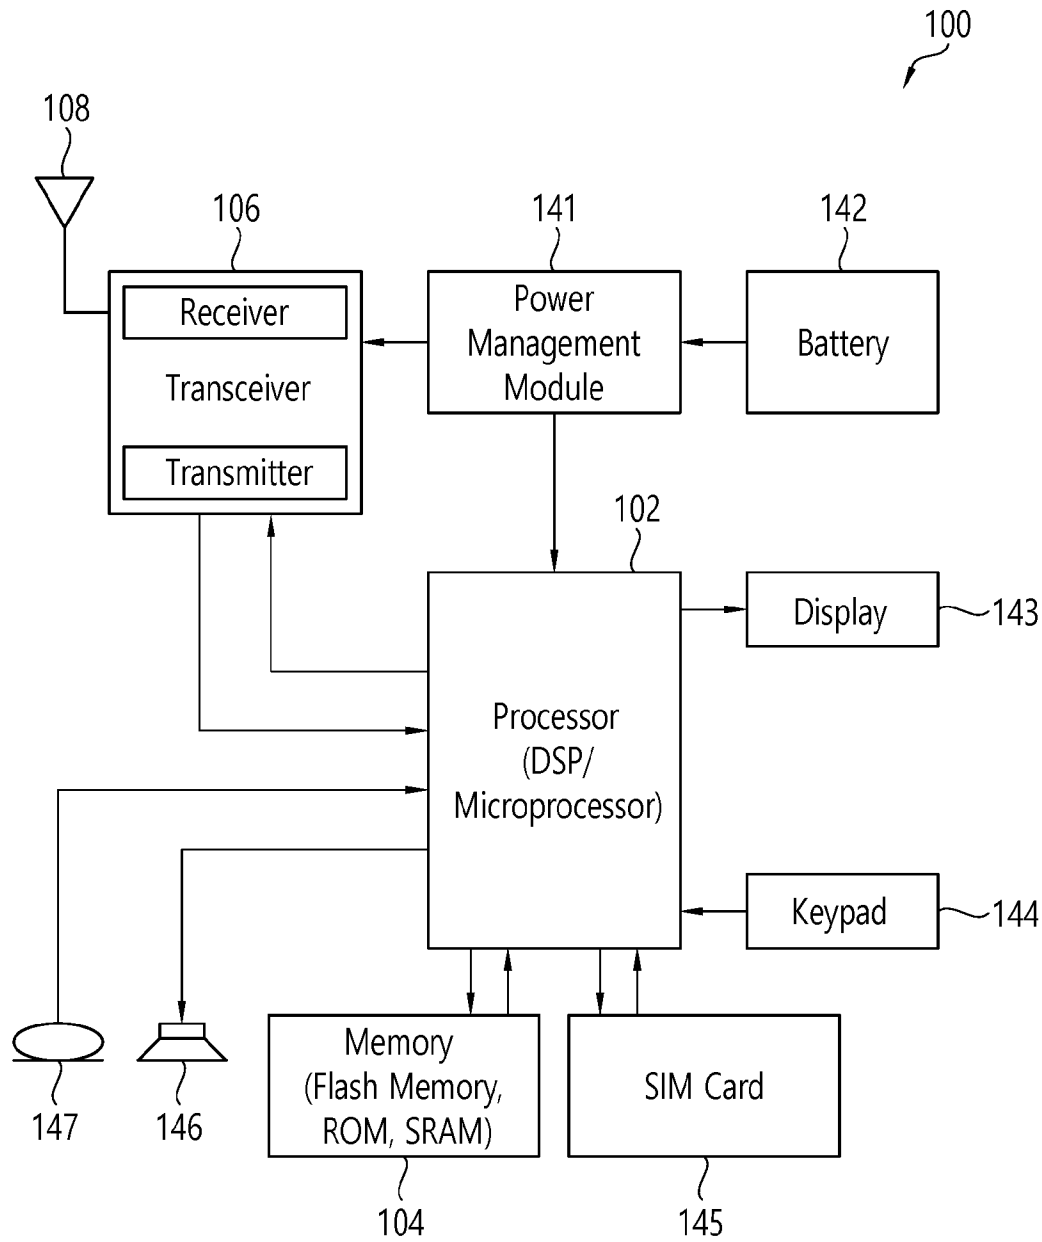 100
108
106
141
142
Receiver
Transceiver
Transmitter
Power
Management
Module
Battery
102
Display
143
Processor
(DSP/
Microprocessor)
Keypad
144
147
146
Memory
(Flash Memory,
ROM, SRAM)
SIM Card
104
145